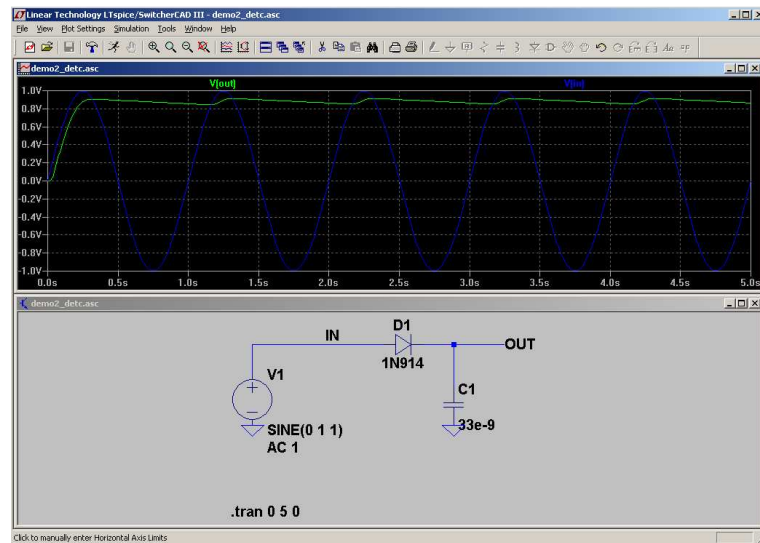 Linear Technology LTspice/SwitcherCAD III - demo2_detc.asc
File View Plot Settings Simulation Tools Window Help
demo2_detc.asc
V(out) V(in)
1.0V
0.8V
0.6V
0.4V
0.2V
0.0V
-0.2V
-0.4V
-0.6V
-0.8V
-1.0V
0.0s 0.5s 1.0s 1.5s 2.0s 2.5s 3.0s 3.5s 4.0s 4.5s 5.0s
demo2_detc.asc
IN D1
1N914 OUT
V1
C1
33e-9
SINE(0 1 1)
AC 1
.tran 0 5 0
Click to manually enter Horizontal Axis Limits